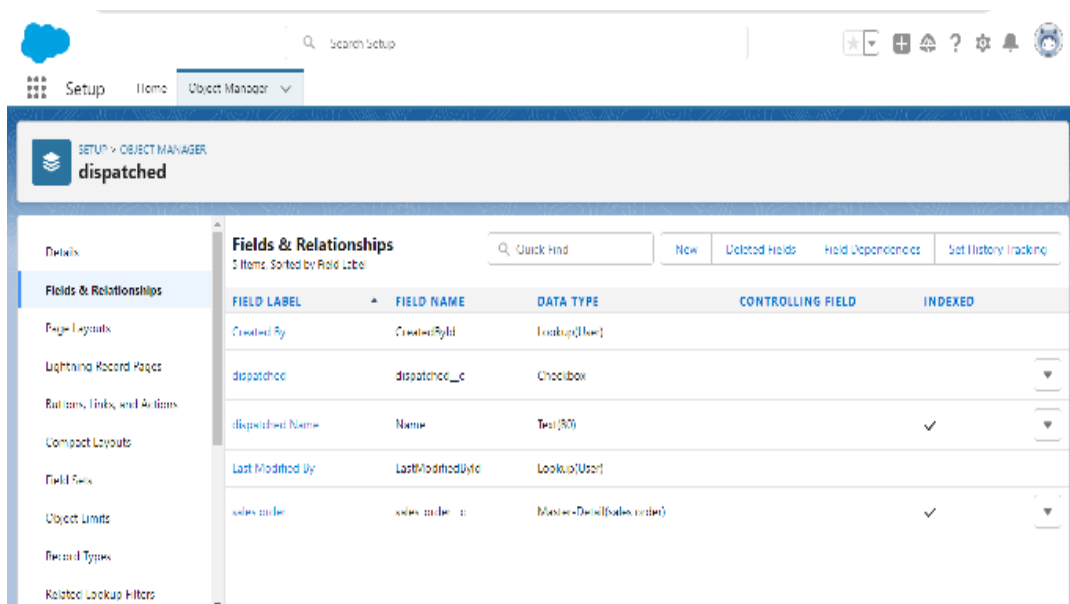 Search Setup
Setup Home Object Manager
SETUP > OBJECT MANAGER
dispatched
Details
Fields & Relationships
Page Layouts
Lightning Record Pages
Buttons, Links, and Actions
Compact Layouts
Field Sets
Object Limits
Record Types
Related Lookup Filters
Fields & Relationships
5 Items, Sorted by Field Label
Quick Find
New Deleted Fields Field Dependencies Set History Tracking
FIELD LABEL FIELD NAME DATA TYPE CONTROLLING FIELD INDEXED
Created By CreatedById Lookup(User)
dispatched dispatched__c Checkbox
dispatched Name Name Text(80)
Last Modified By LastModifiedById Lookup(User)
sales order sales_order__c Master-Detail(sales order)